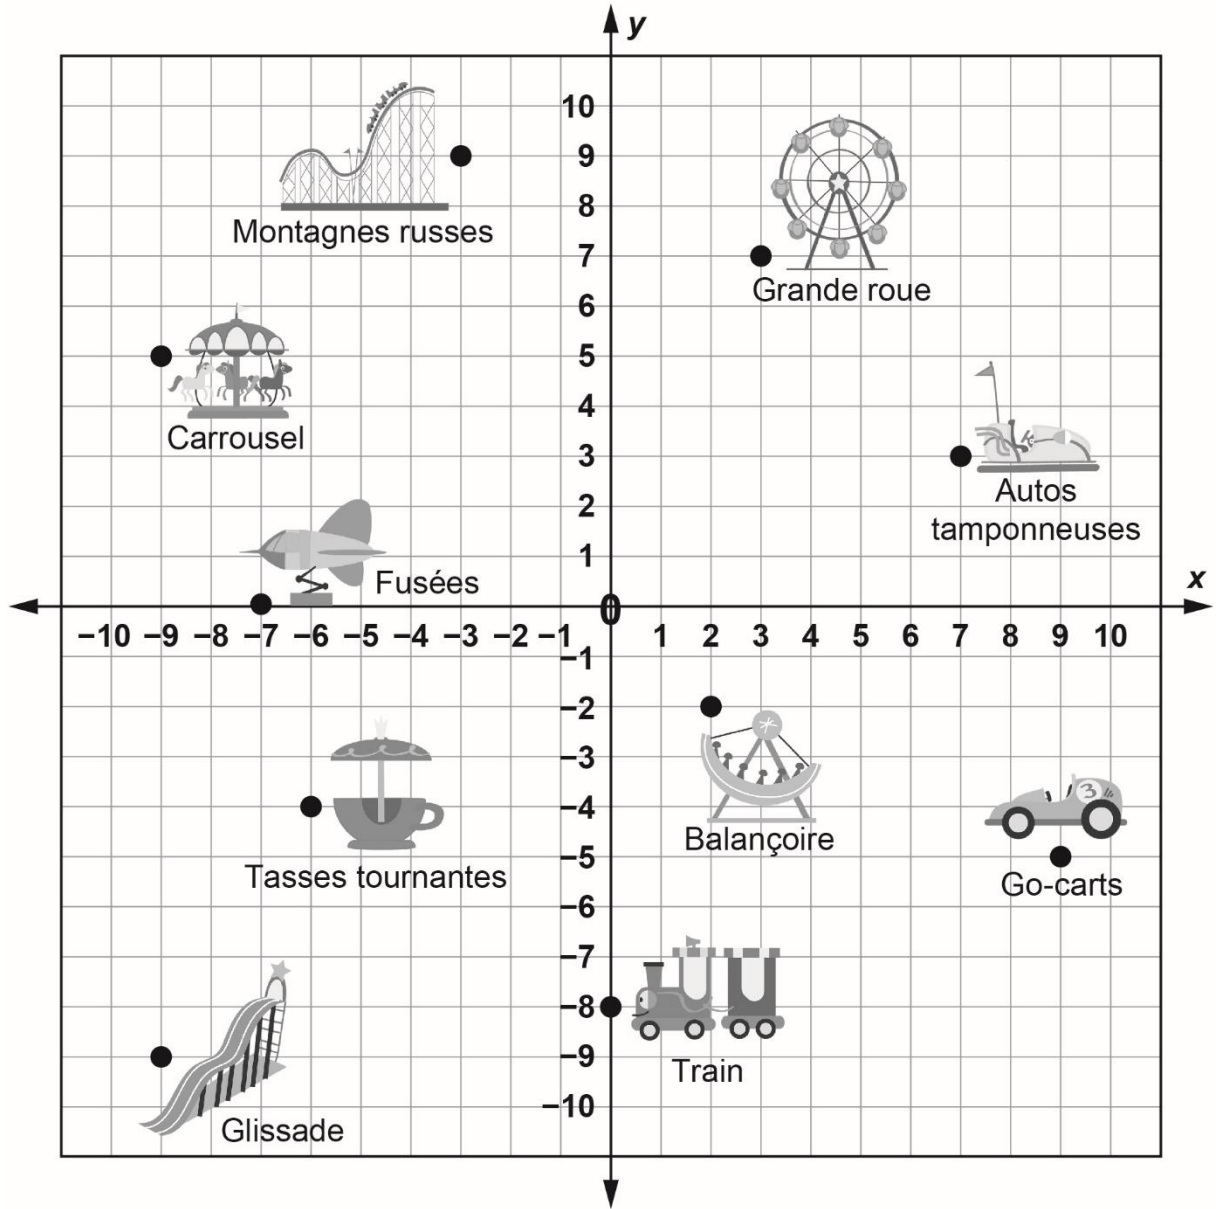 y
10
9
Montagnes russes
8
7
Grande roue
6
5
Carrousel
4
3
Autos
tamponneuses
2
1
Fusées
x
0
−10 −9 −8 −7 −6 −5 −4 −3 −2 −1 1 2 3 4 5 6 7 8 9 10
−1
−2
−3
3
−4
Balançoire
−5
Tasses tournantes
Go-carts
−6
−7
−8
−9
Train
−10
Glissade